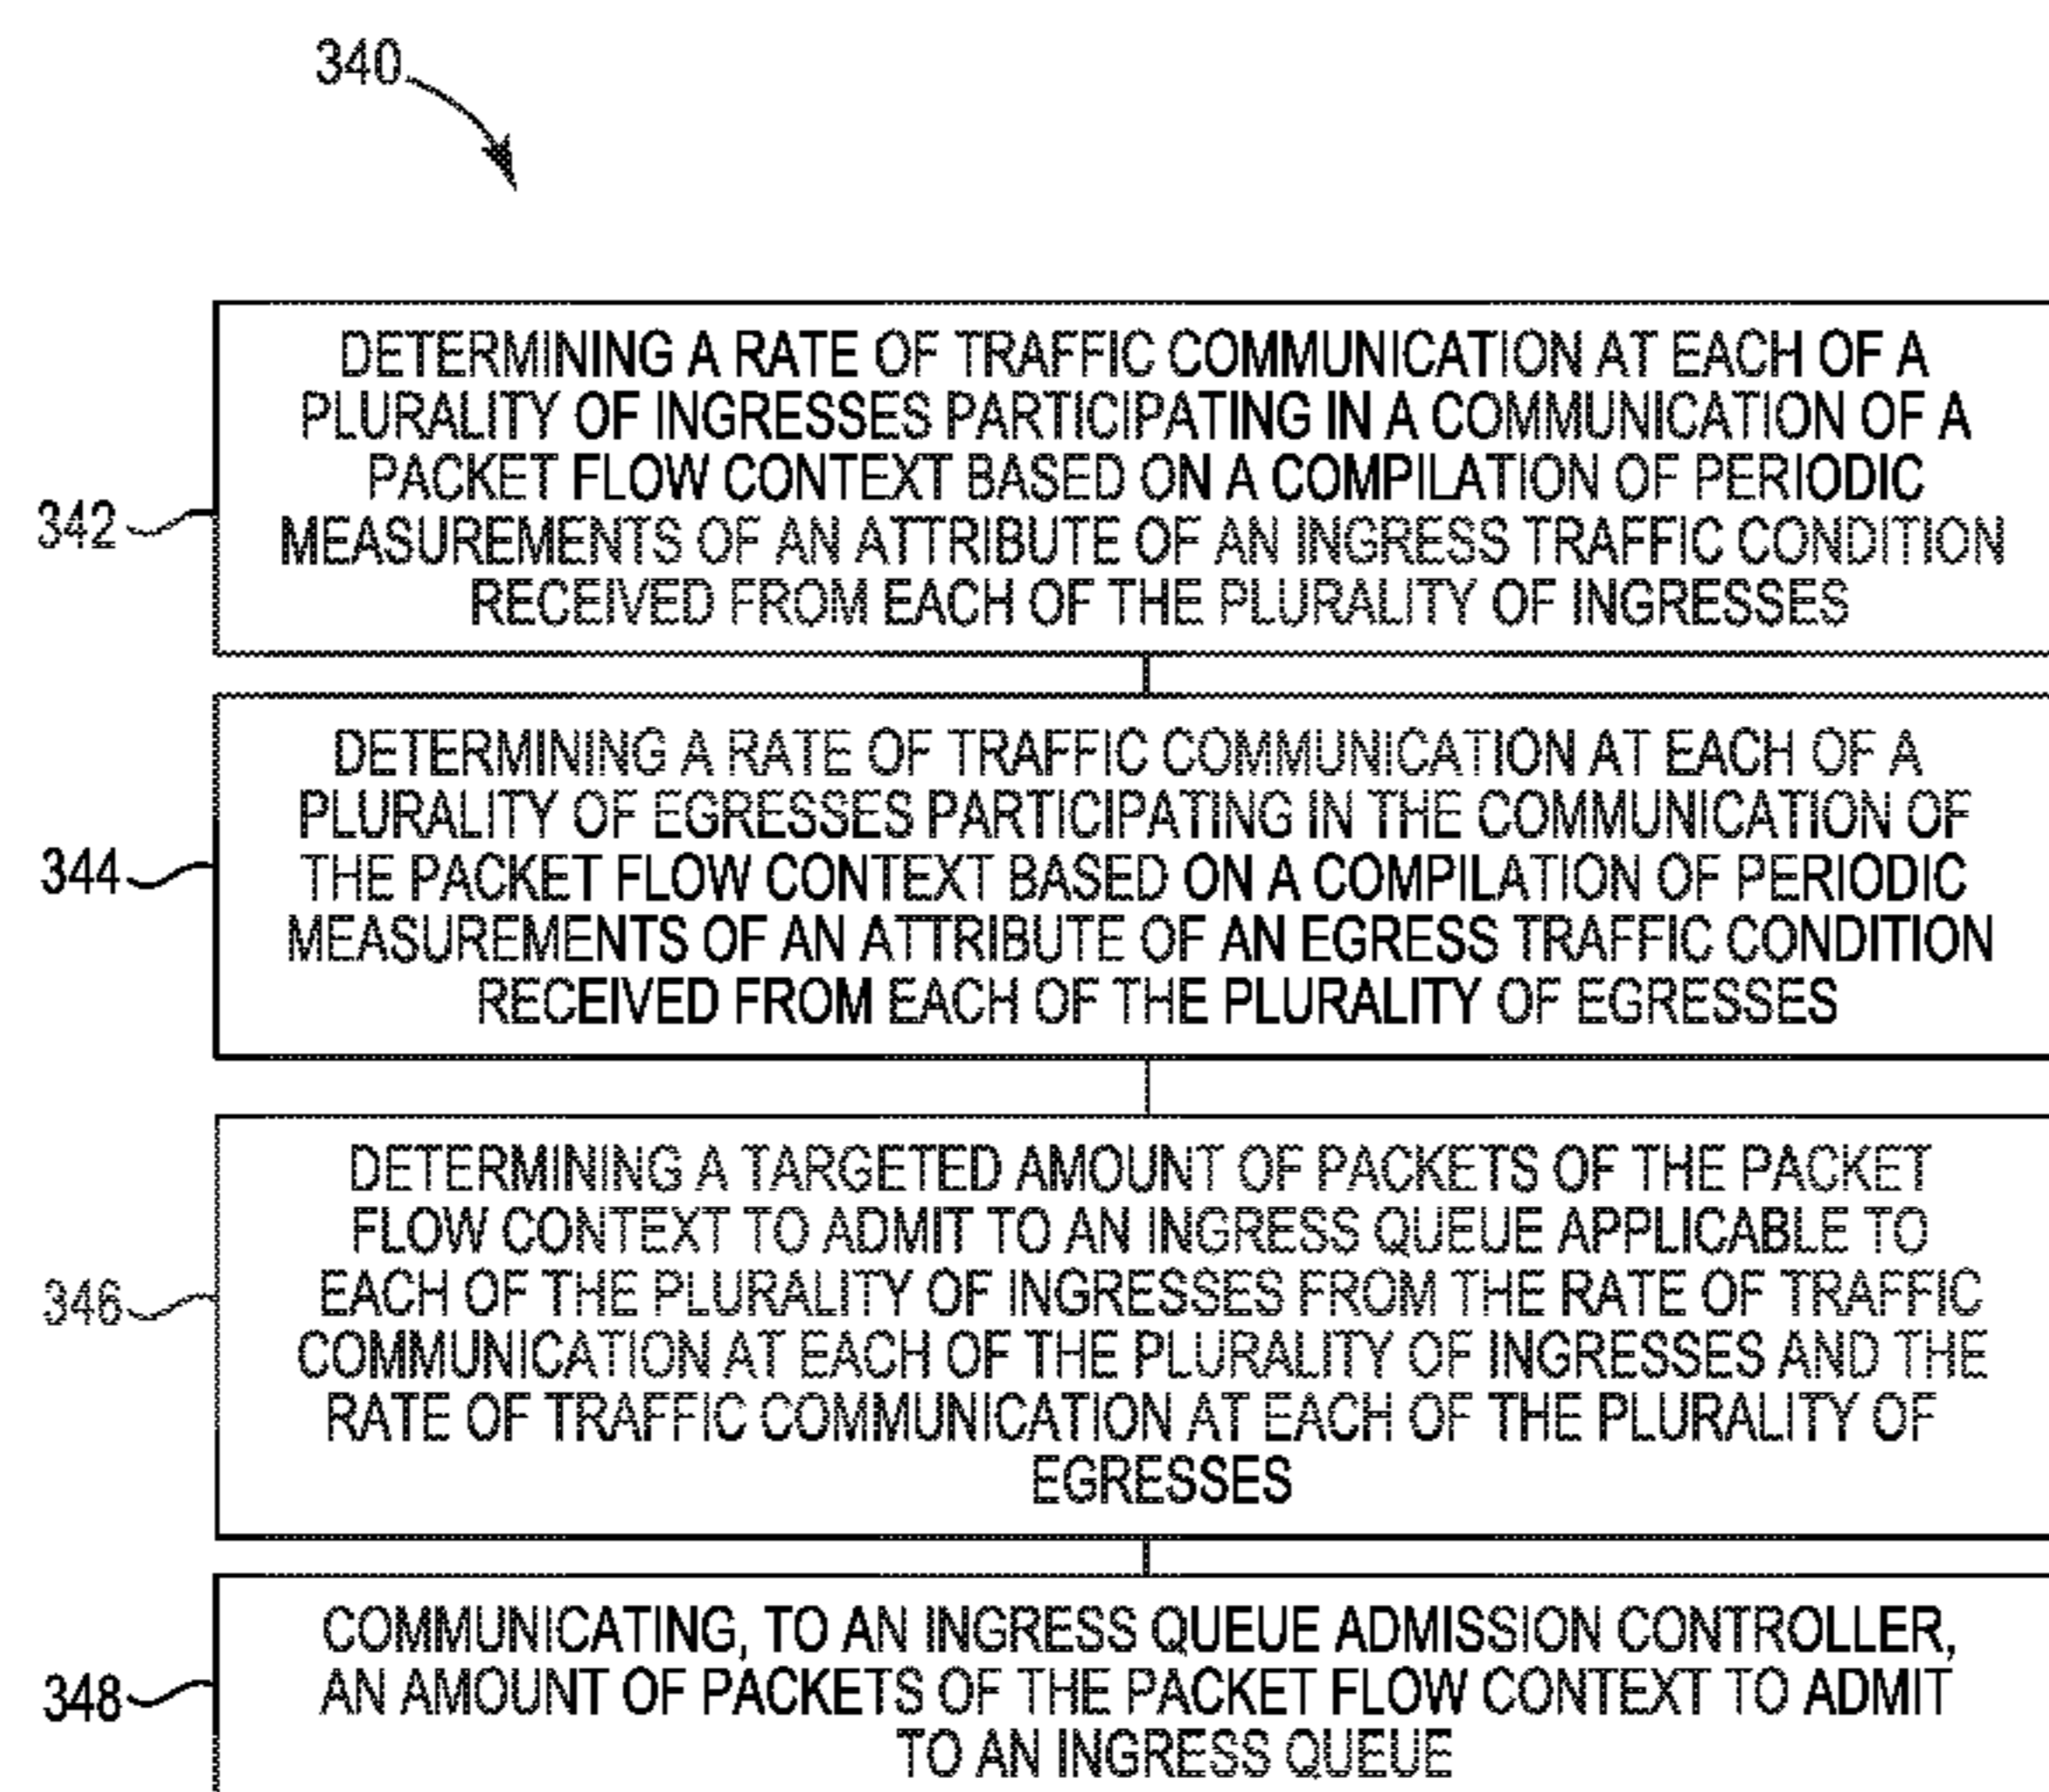 340
DETERMINING A RATE OF TRAFFIC COMMUNICATION AT EACH OF A
PLURALITY OF INGRESSES PARTICIPATING IN A COMMUNICATION OF A
PACKET FLOW CONTEXT BASED ON A COMPILATION OF PERIODIC
342
MEASUREMENTS OF AN ATTRIBUTE OF AN INGRESS TRAFFIC CONDITION
RECEIVED FROM EACH OF THE PLURALITY OF INGRESSES
DETERMINING A RATE OF TRAFFIC COMMUNICATION AT EACH OF A
PLURALITY OF EGRESSES PARTICIPATING IN THE COMMUNICATION OF
344
THE PACKET FLOW CONTEXT BASED ON A COMPILATION OF PERIODIC
MEASUREMENTS OF AN ATTRIBUTE OF AN EGRESS TRAFFIC CONDITION
RECEIVED FROM EACH OF THE PLURALITY OF EGRESSES
DETERMINING A TARGETED AMOUNT OF PACKETS OF THE PACKET
FLOW CONTEXT TO ADMIT TO AN INGRESS QUEUE APPLICABLE TO
346
EACH OF THE PLURALITY OF INGRESSES FROM THE RATE OF TRAFFIC
COMMUNICATION AT EACH OF THE PLURALITY OF INGRESSES AND THE
RATE OF TRAFFIC COMMUNICATION AT EACH OF THE PLURALITY OF
EGRESSES
COMMUNICATING, TO AN INGRESS QUEUE ADMISSION CONTROLLER,
348
AN AMOUNT OF PACKETS OF THE PACKET FLOW CONTEXT TO ADMIT
TO AN INGRESS QUEUE